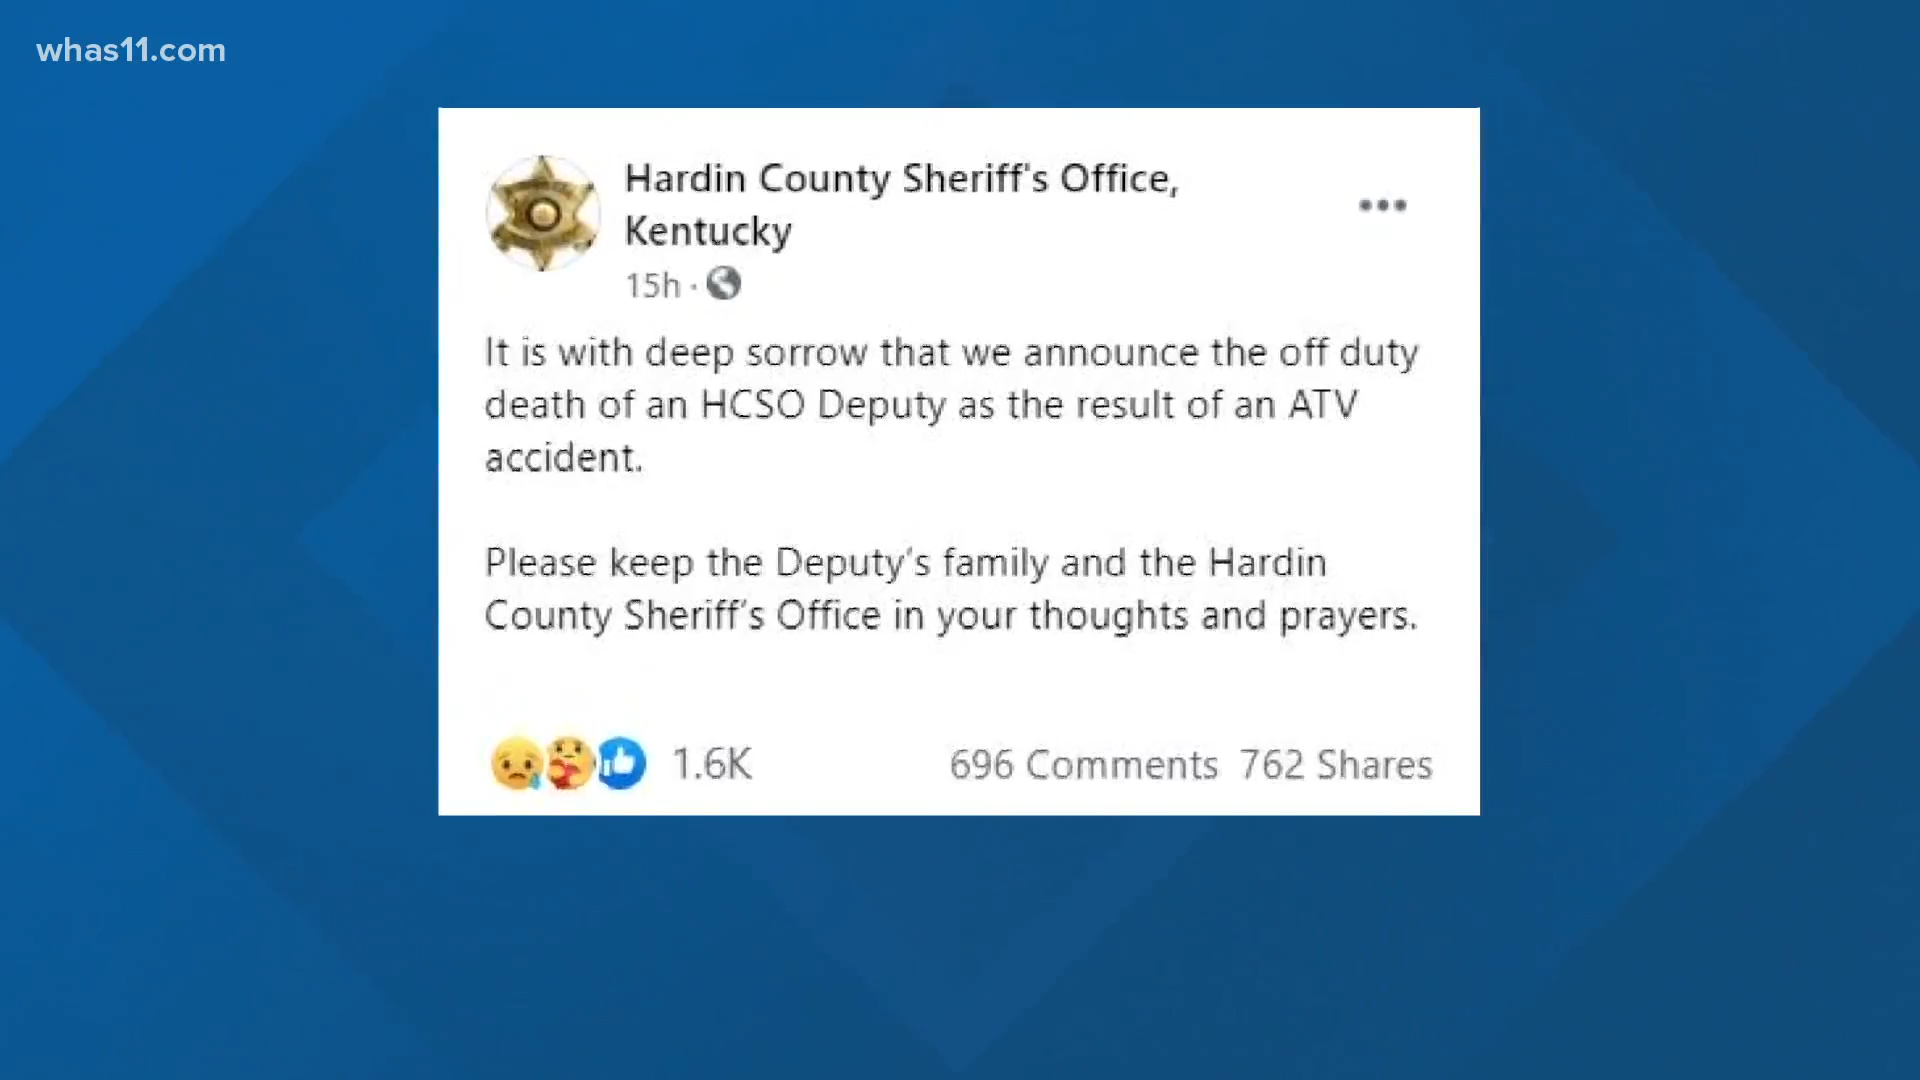 whas11.com
Hardin County Sheriff's Office,
Kentucky
15h ·
It is with deep sorrow that we announce the off duty
death of an HCSO Deputy as the result of an ATV
accident.
Please keep the Deputy's family and the Hardin
County Sheriff's Office in your thoughts and prayers.
1.6K 696 Comments 762 Shares